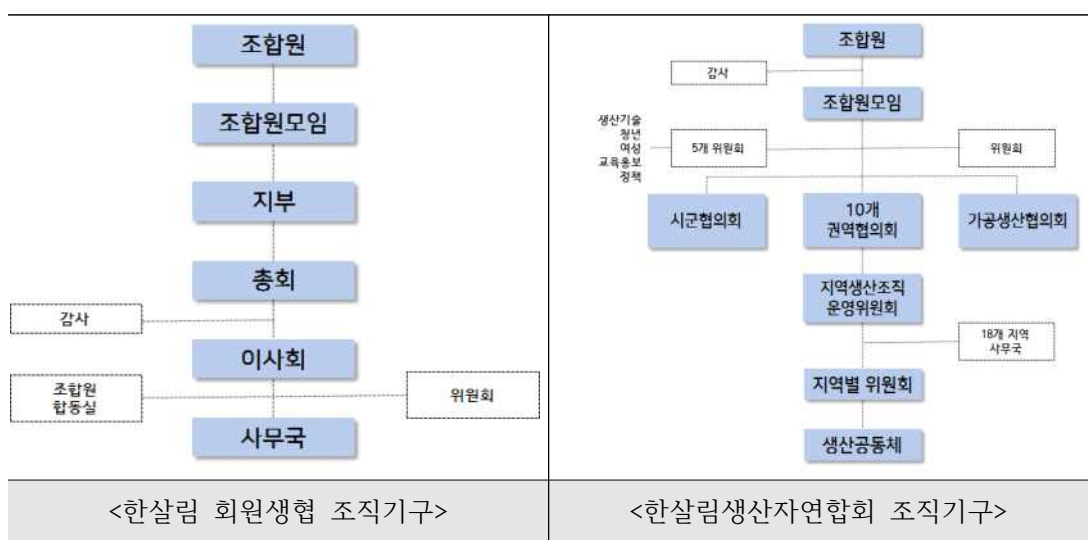 조합원
조합원모임
지부
총회
감사
이사회
조합원
합동실
위원회
사무국
<한살림 회원생협 조직기구>
조합원
감사
조합원모임
생산기술
청년
여성
교육홍보
정책
5개 위원회
위원회
시군협의회
10개
권역협의회
가공생산협의회
지역생산조직
운영위원회
18개 지역
사무국
지역별 위원회
생산공동체
<한살림생산자연합회 조직기구>